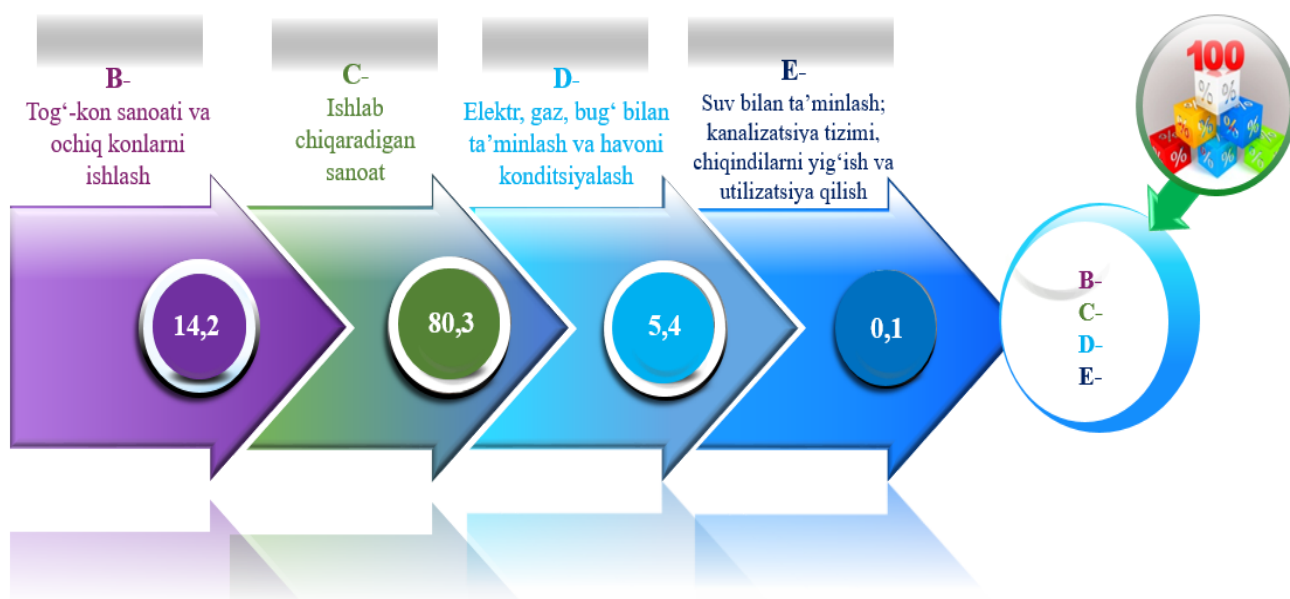 B-
Tog‘-kon sanoati va
ochiq konlarni
ishlash
C-
Ishlab
chiqaradigan
sanoat
D-
Elektr, gaz, bug‘ bilan
ta’minlash va havoni
konditsiyalash
E-
Suv bilan ta’minlash;
kanalizatsiya tizimi,
chiqindilarni yig‘ish va
utilizatsiya qilish
14,2
80,3
5,4
0,1
100
%
%
%
%
%
%
%
%
%
%
B-
C-
D-
E-